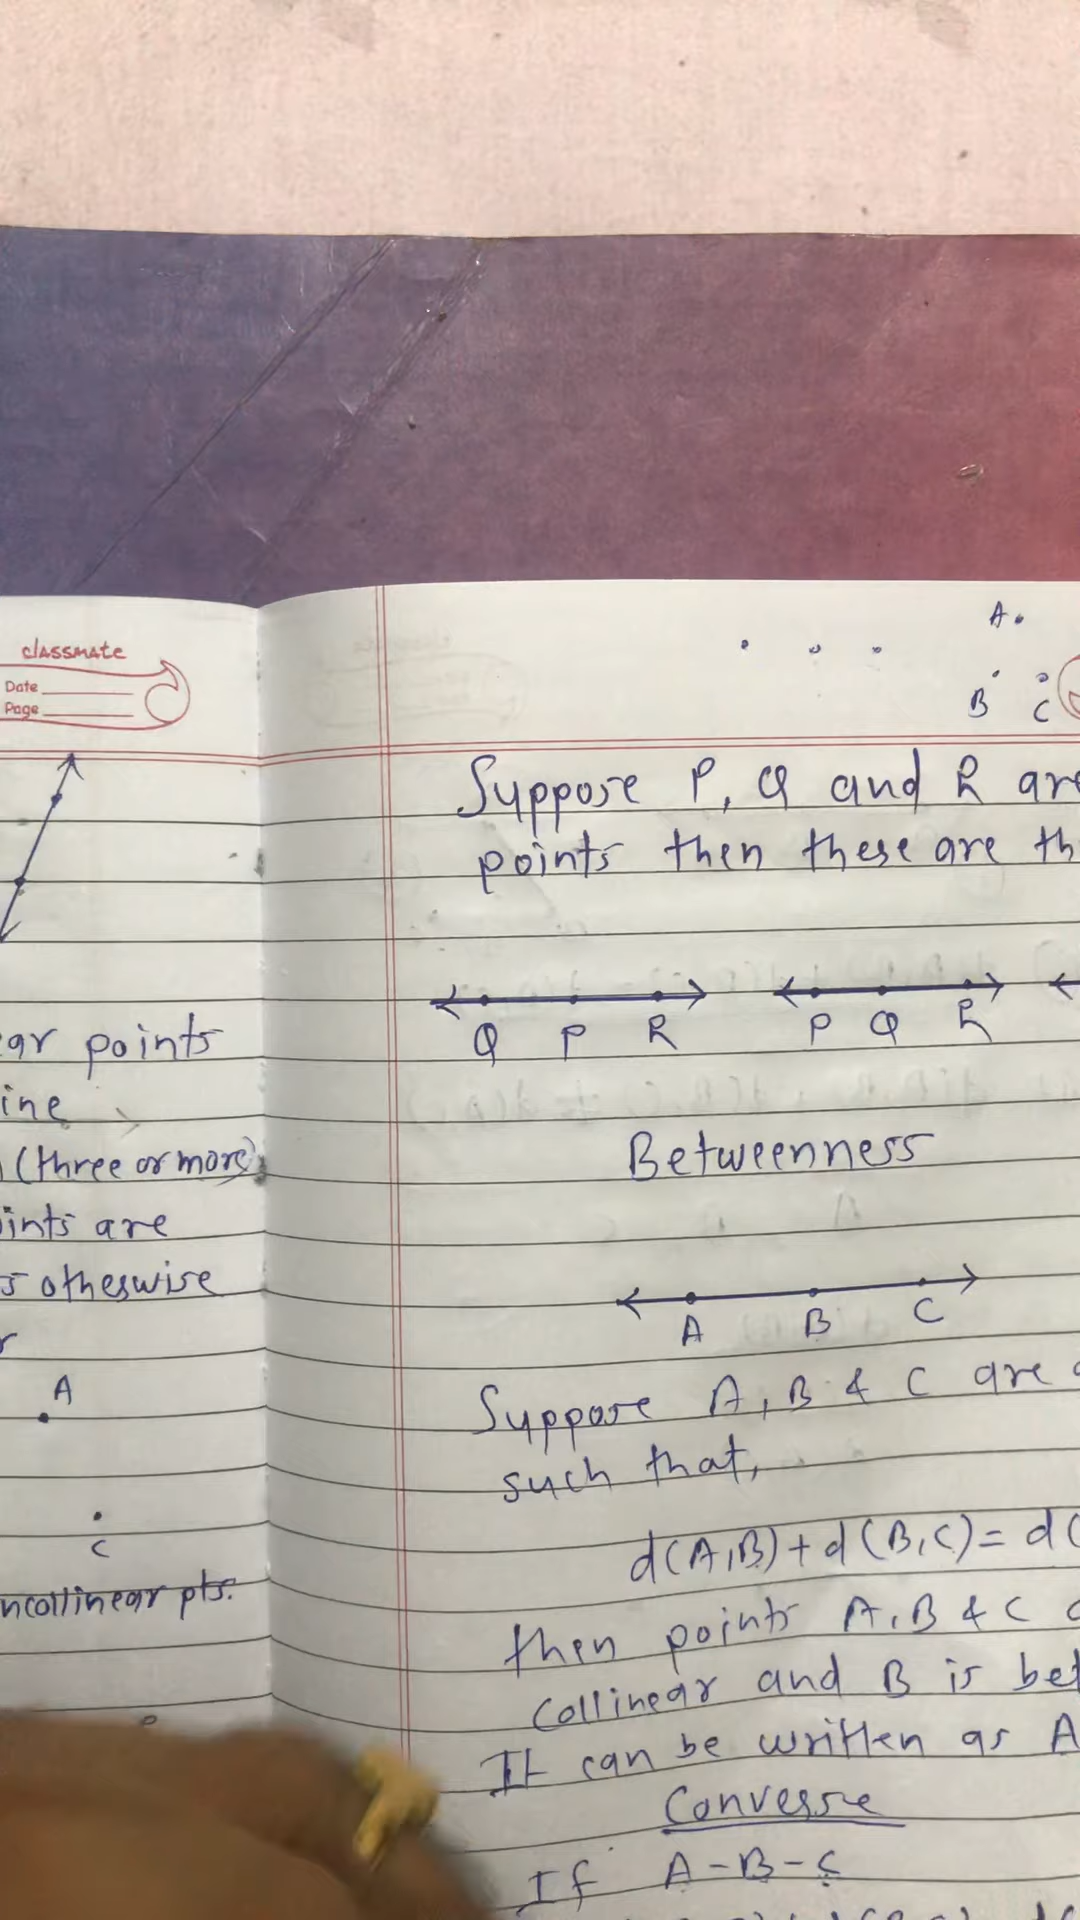 classmate
Date
Page
ar points
ine
(three or more)
ints are
s otheswise
A
C
ncollinear pts.
A
B C
Suppose P, Q and R are
points then these are th
Q P R P Q R
Betweenness
A B C
Suppose A, B & C are
such that,
d(A,B)+d(B,C)= d(
then points A, B & C
collinear and B is bet
It can be written as A
Converse
If A-B-C